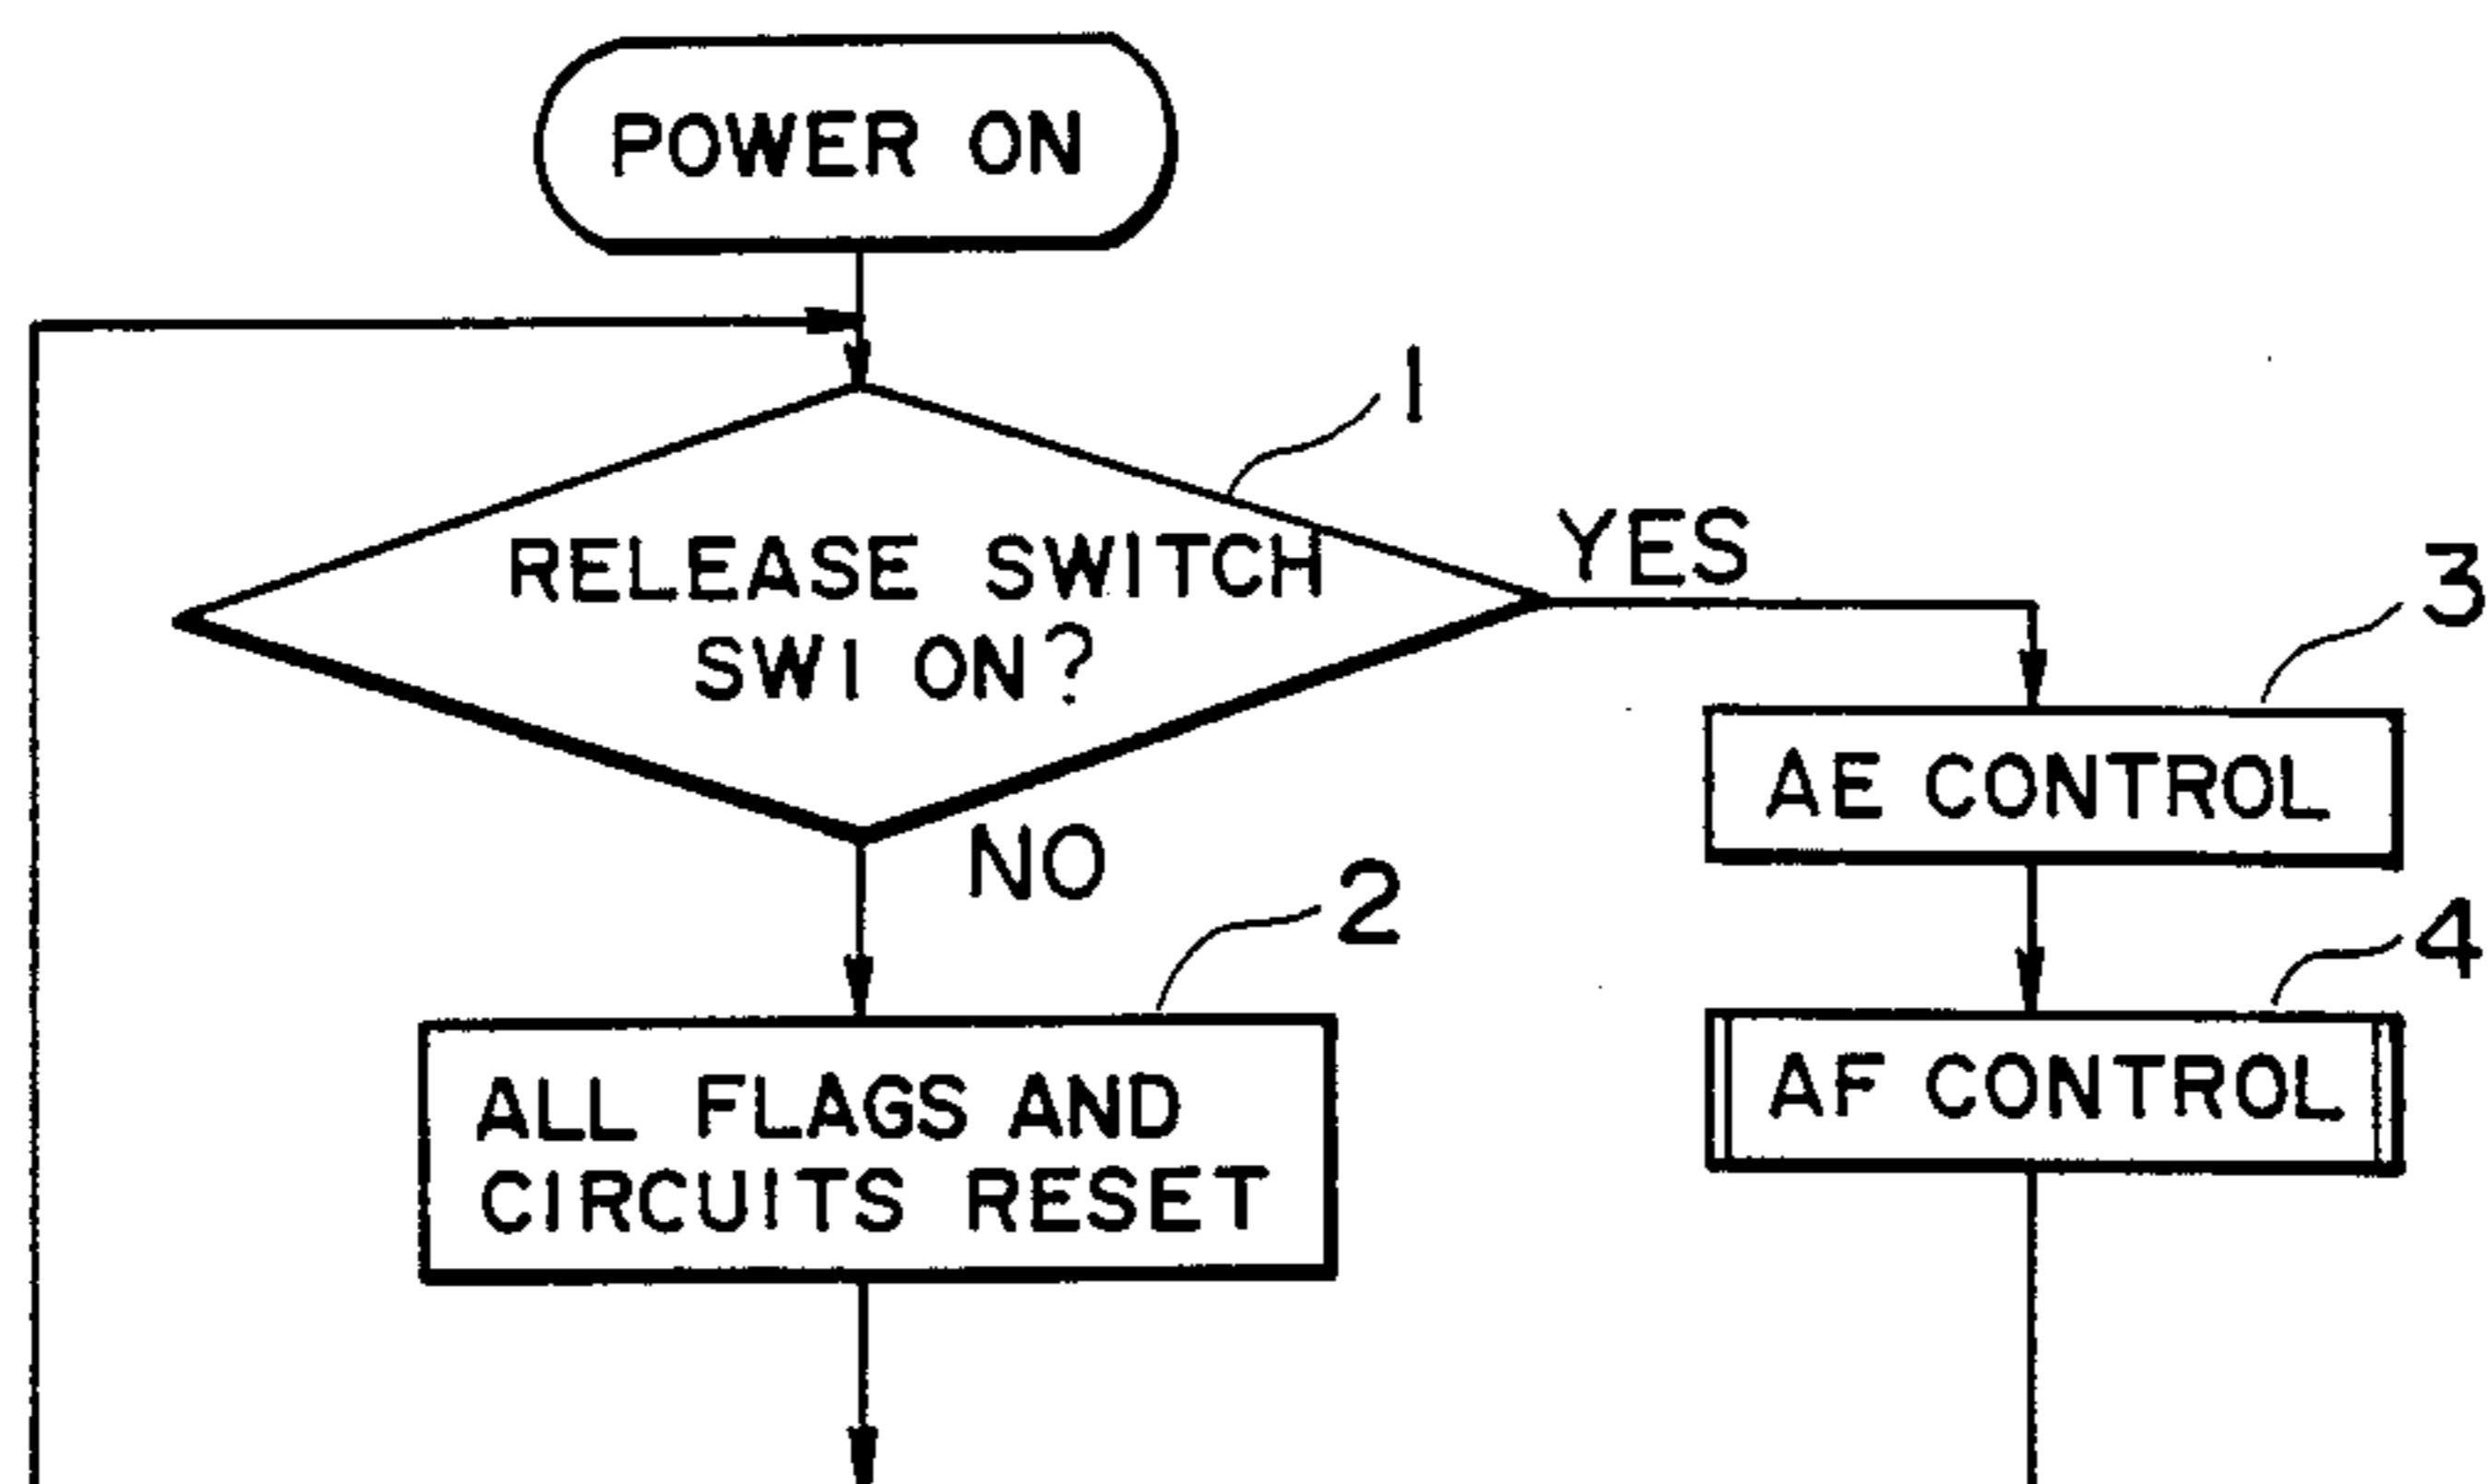 POWER ON
1
RELEASE SWITCH
SW1 ON?
YES
3
AE CONTROL
NO
2
4
AF CONTROL
ALL FLAGS AND
CIRCUITS RESET